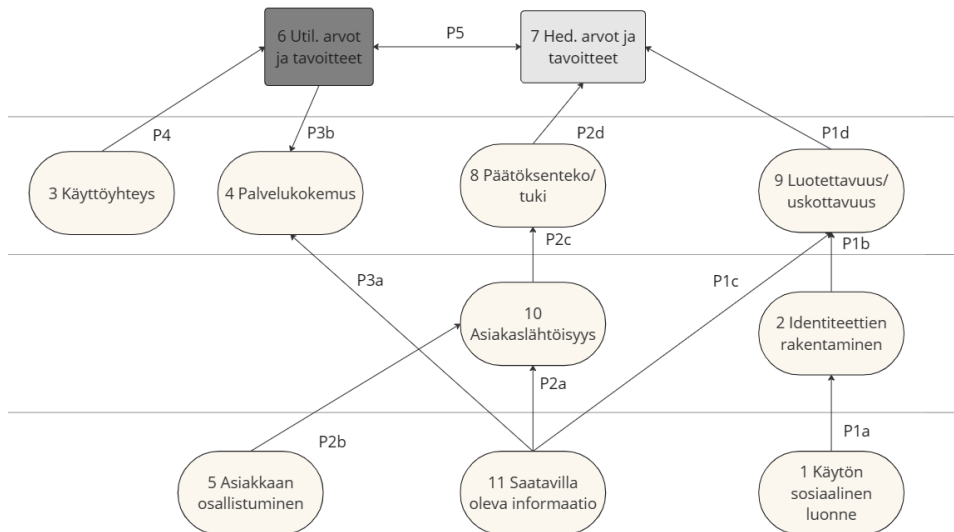 6 Util. arvot
ja tavoitteet
P5
7 Hed. arvot ja
tavoitteet
P4
P3b
P2d
P1d
3 Käyttöyhteys
4 Palvelukokemus
8 Päätöksenteko/
tuki
9 Luotettavuus/
uskottavuus
P2c
P1b
P3a
P1c
10
Asiakaslähtöisyys
2 Identiteettien
rakentaminen
P2a
P2b
P1a
5 Asiakkaan
osallistuminen
11 Saatavilla
oleva informaatio
1 Käytön
sosiaalinen
luonne